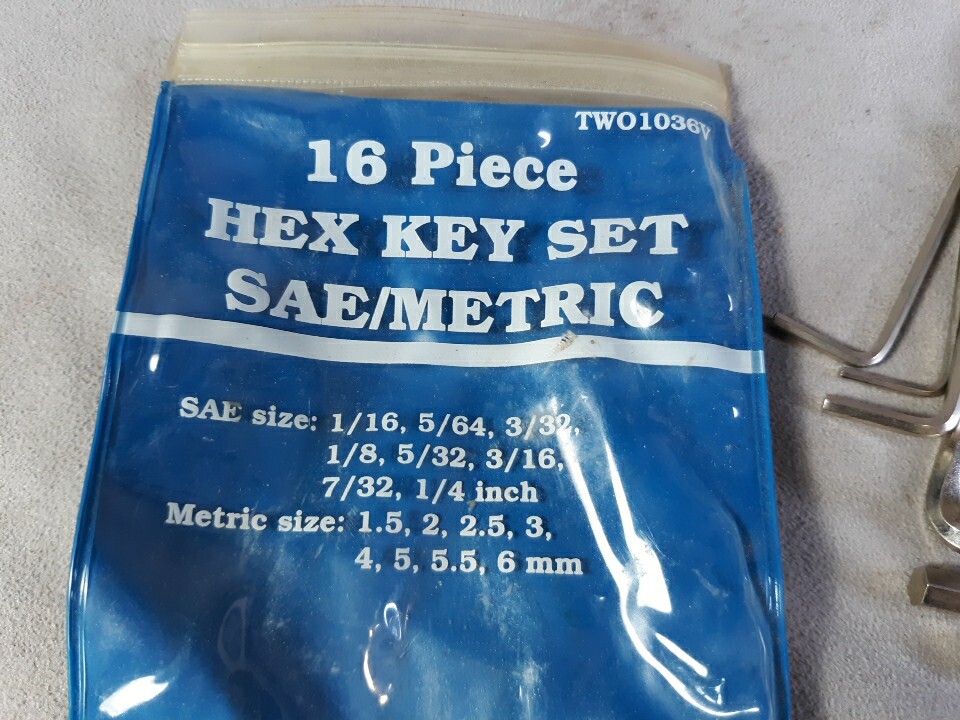 TWO1036V
16 Piece
HEX KEY SET
SAE/METRIC
SAE size: 1/16, 5/64, 3/32,
1/8, 5/32, 3/16,
7/32, 1/4 inch
Metric size: 1.5, 2, 2.5, 3,
4, 5, 5.5, 6 mm